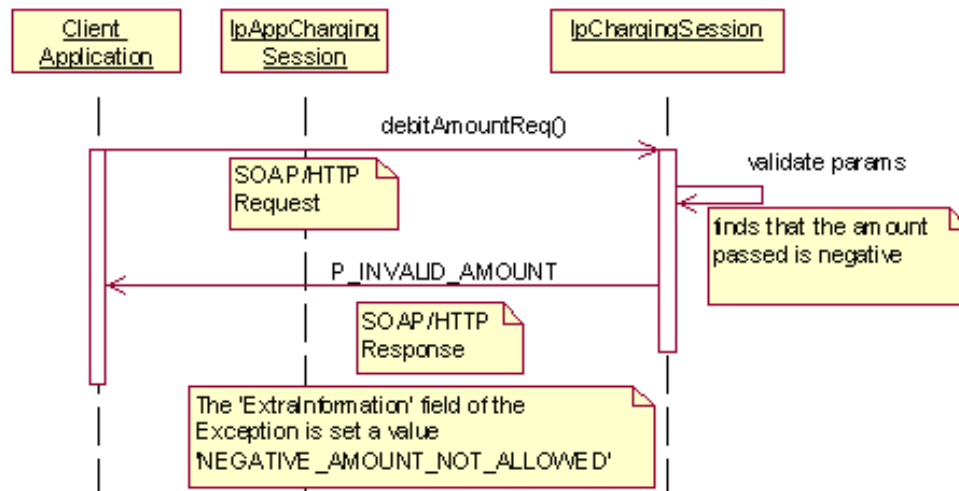 Client
Application
IpAppCharging
Session
IpChargingSession
debitAmountReq()
validate params
SOAP/HTTP
Request
finds that the amount
passed is negative
P_INVALID_AMOUNT
SOAP/HTTP
Response
The 'ExtraInformation' field of the
Exception is set a value
'NEGATIVE_AMOUNT_NOT_ALLOWED'